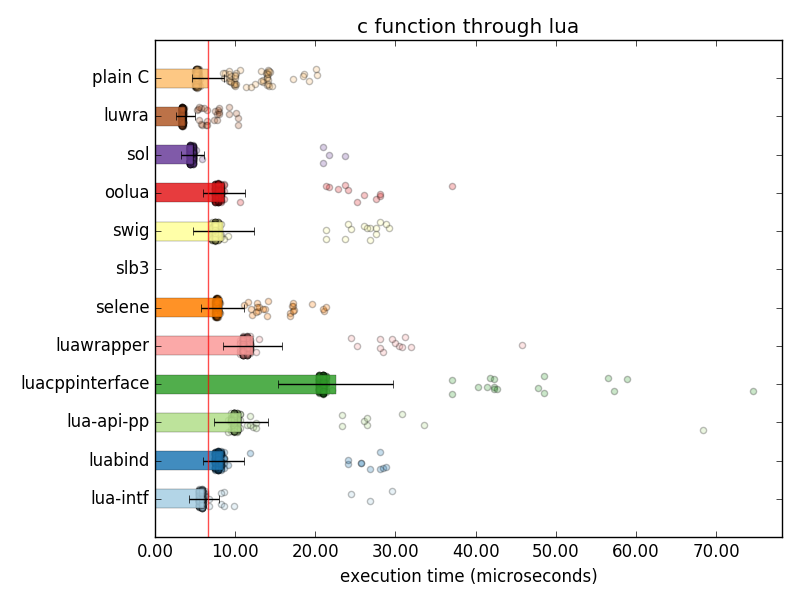 c function through lua
plain C
luwra
sol
oolua
swig
slb3
selene
luawrapper
luacppinterface
lua-api-pp
luabind
lua-intf
0.00 10.00 20.00 30.00 40.00 50.00 60.00 70.00
execution time (microseconds)